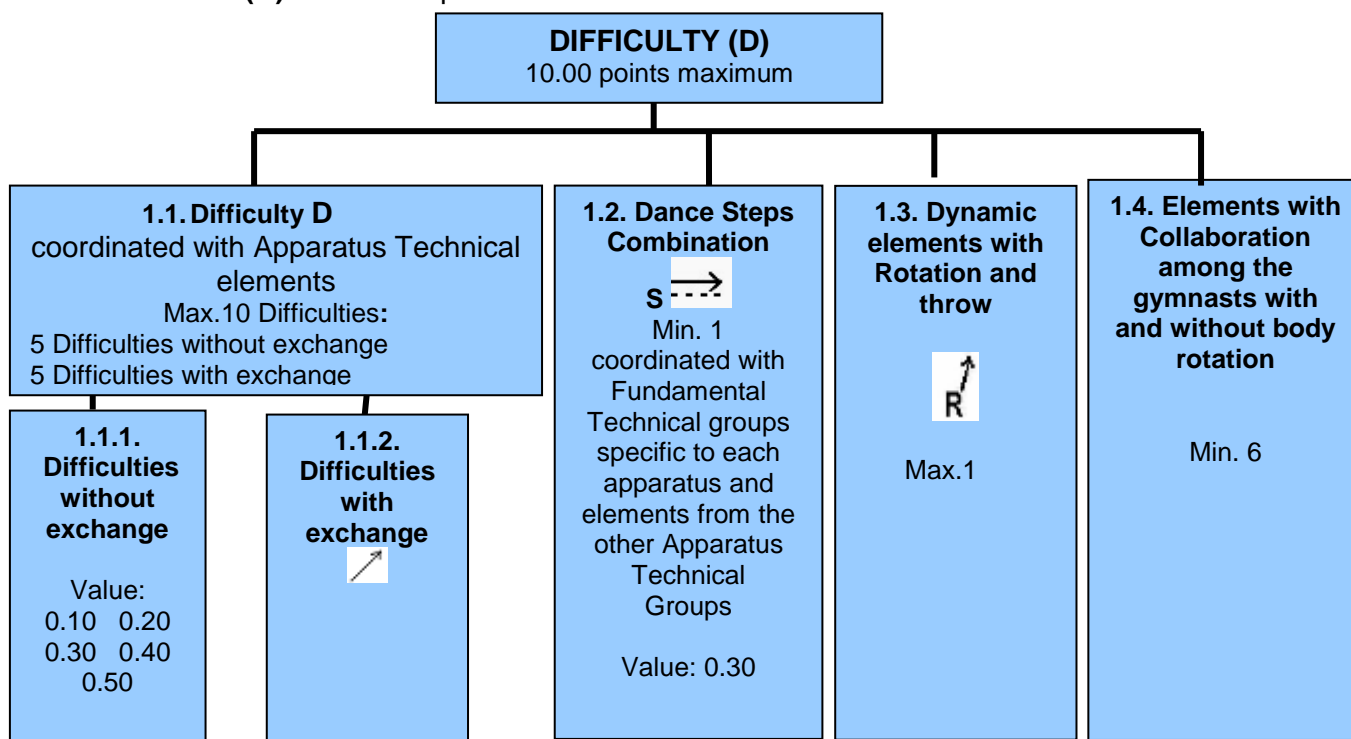 (D)
DIFFICULTY (D)
10.00 points maximum
1.1. Difficulty D
coordinated with Apparatus Technical
elements
Max.10 Difficulties:
5 Difficulties without exchange
5 Difficulties with exchange
1.1.1.
Difficulties
without
exchange
Value:
0.10 0.20
0.30 0.40
0.50
1.1.2.
Difficulties
with
exchange
1.2. Dance Steps
Combination
S
Min. 1
coordinated with
Fundamental
Technical groups
specific to each
apparatus and
elements from the
other Apparatus
Technical
Groups
Value: 0.30
1.3. Dynamic
elements with
Rotation and
throw
R
Max.1
1.4. Elements with
Collaboration
among the
gymnasts with
and without body
rotation
Min. 6